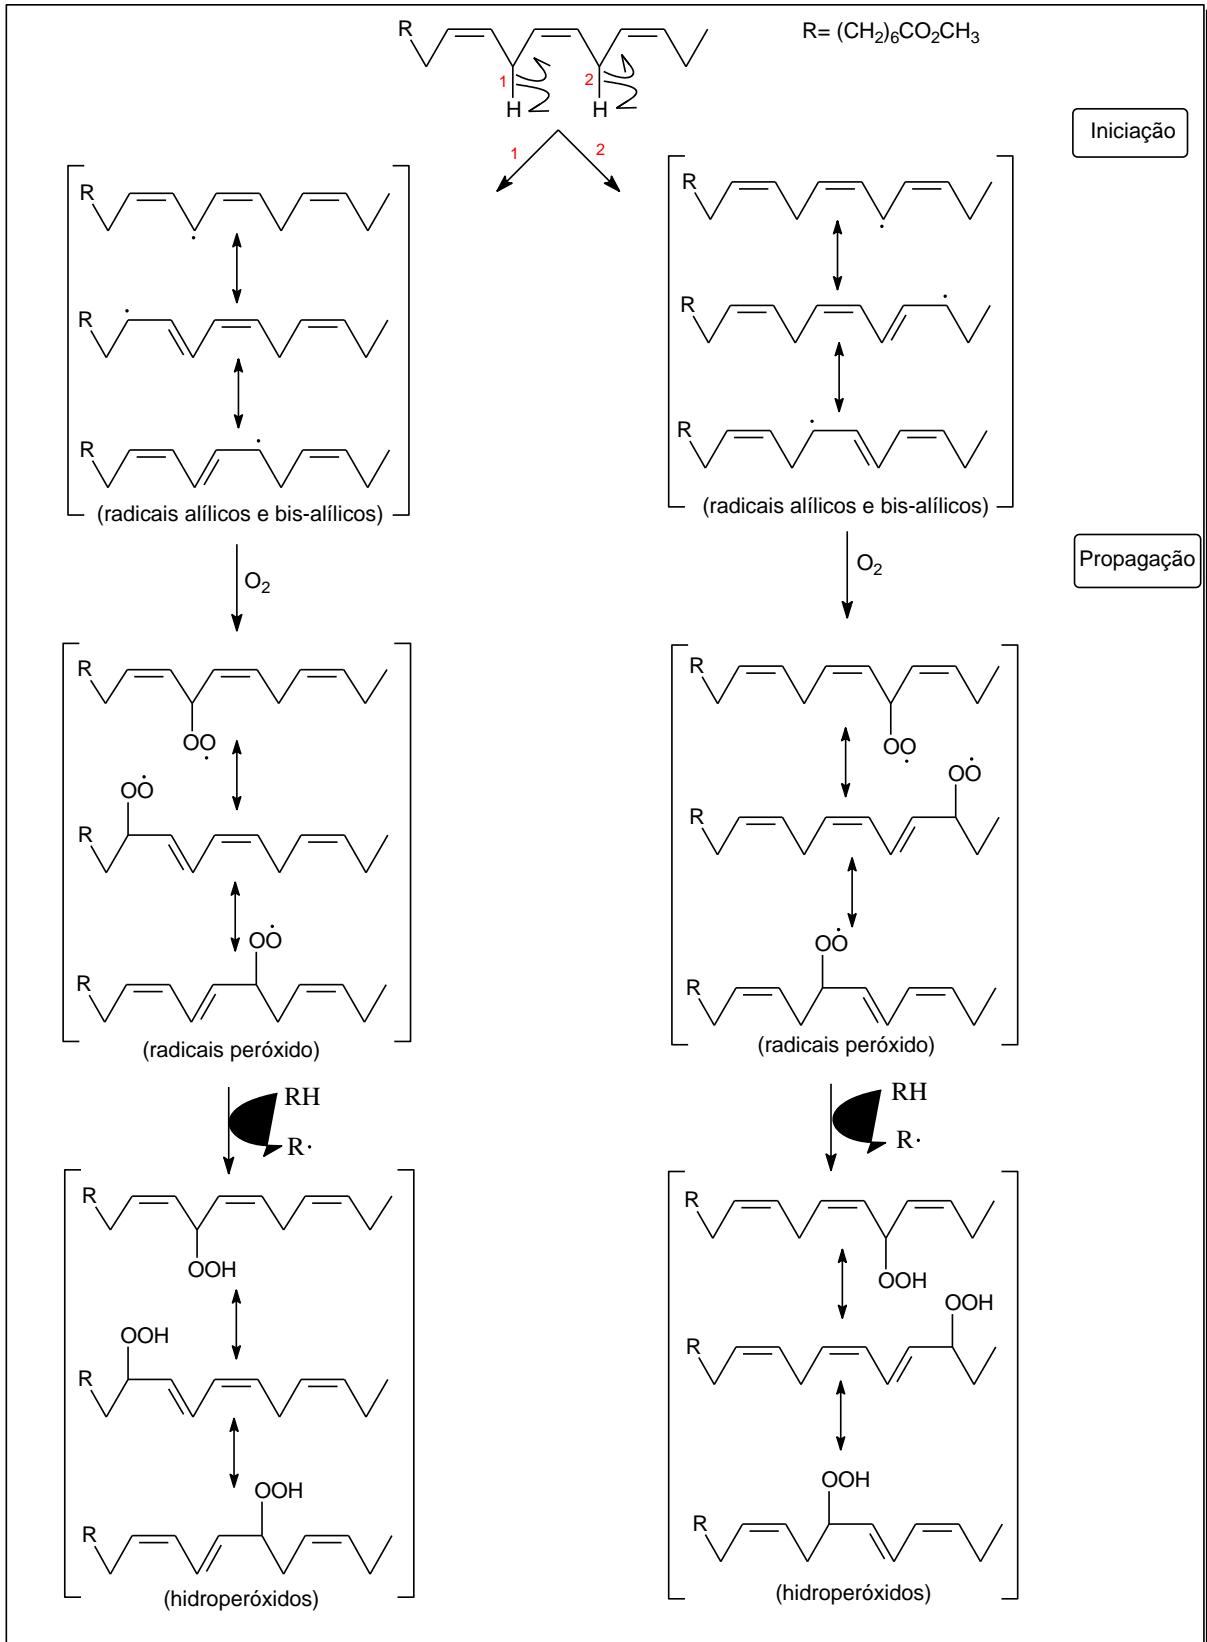 R
R= (CH2)6CO2CH3
1 2
H H
Iniciação
1 2
R R
R R
R R
(radicais alílicos e bis-alílicos) (radicais alílicos e bis-alílicos)
Propagação
O2 O2
R R
OO· OO·
OO· OO·
R R
OO· OO·
R R
(radicais peróxido) (radicais peróxido)
RH RH
R· R·
R R
OOH OOH
OOH OOH
R R
OOH OOH
R R
(hidroperóxidos) (hidroperóxidos)